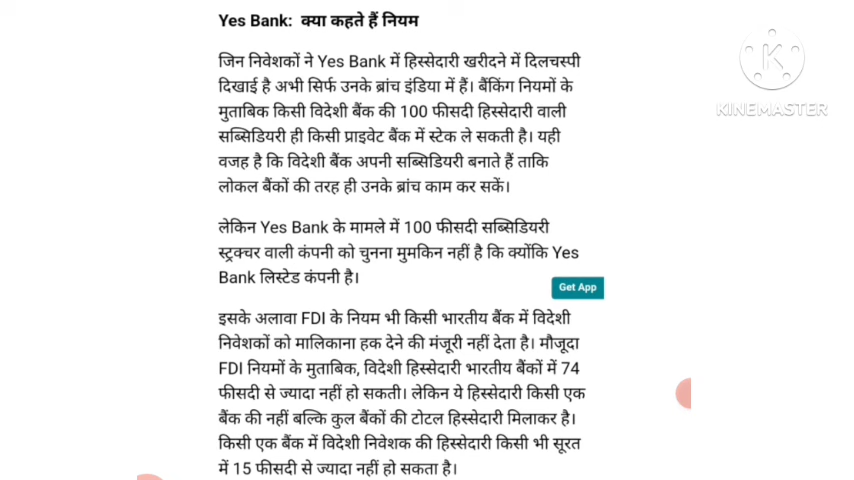 Yes Bank: क्या कहते हैं नियम
जिन निवेशकों ने Yes Bank में हिस्सेदारी खरीदने में दिलचस्पी
दिखाई है अभी सिर्फ उनके ब्रांच इंडिया में हैं। बैंकिंग नियमों के
मुताबिक किसी विदेशी बैंक की 100 फीसदी हिस्सेदारी वाली
सब्सिडियरी ही किसी प्राइवेट बैंक में स्टेक ले सकती है। यही
वजह है कि विदेशी बैंक अपनी सब्सिडियरी बनाते हैं ताकि
लोकल बैंकों की तरह ही उनके ब्रांच काम कर सकें।
लेकिन Yes Bank के मामले में 100 फीसदी सब्सिडियरी
स्ट्रक्चर वाली कंपनी को चुनना मुमकिन नहीं है कि क्योंकि Yes
Bank लिस्टेड कंपनी है।
Get App
इसके अलावा FDI के नियम भी किसी भारतीय बैंक में विदेशी
निवेशकों को मालिकाना हक देने की मंजूरी नहीं देता है। मौजूदा
FDI नियमों के मुताबिक, विदेशी हिस्सेदारी भारतीय बैंकों में 74
फीसदी से ज्यादा नहीं हो सकती। लेकिन ये हिस्सेदारी किसी एक
बैंक की नहीं बल्कि कुल बैंकों की टोटल हिस्सेदारी मिलाकर है।
किसी एक बैंक में विदेशी निवेशक की हिस्सेदारी किसी भी सूरत
में 15 फीसदी से ज्यादा नहीं हो सकता है।
KINEMASTER